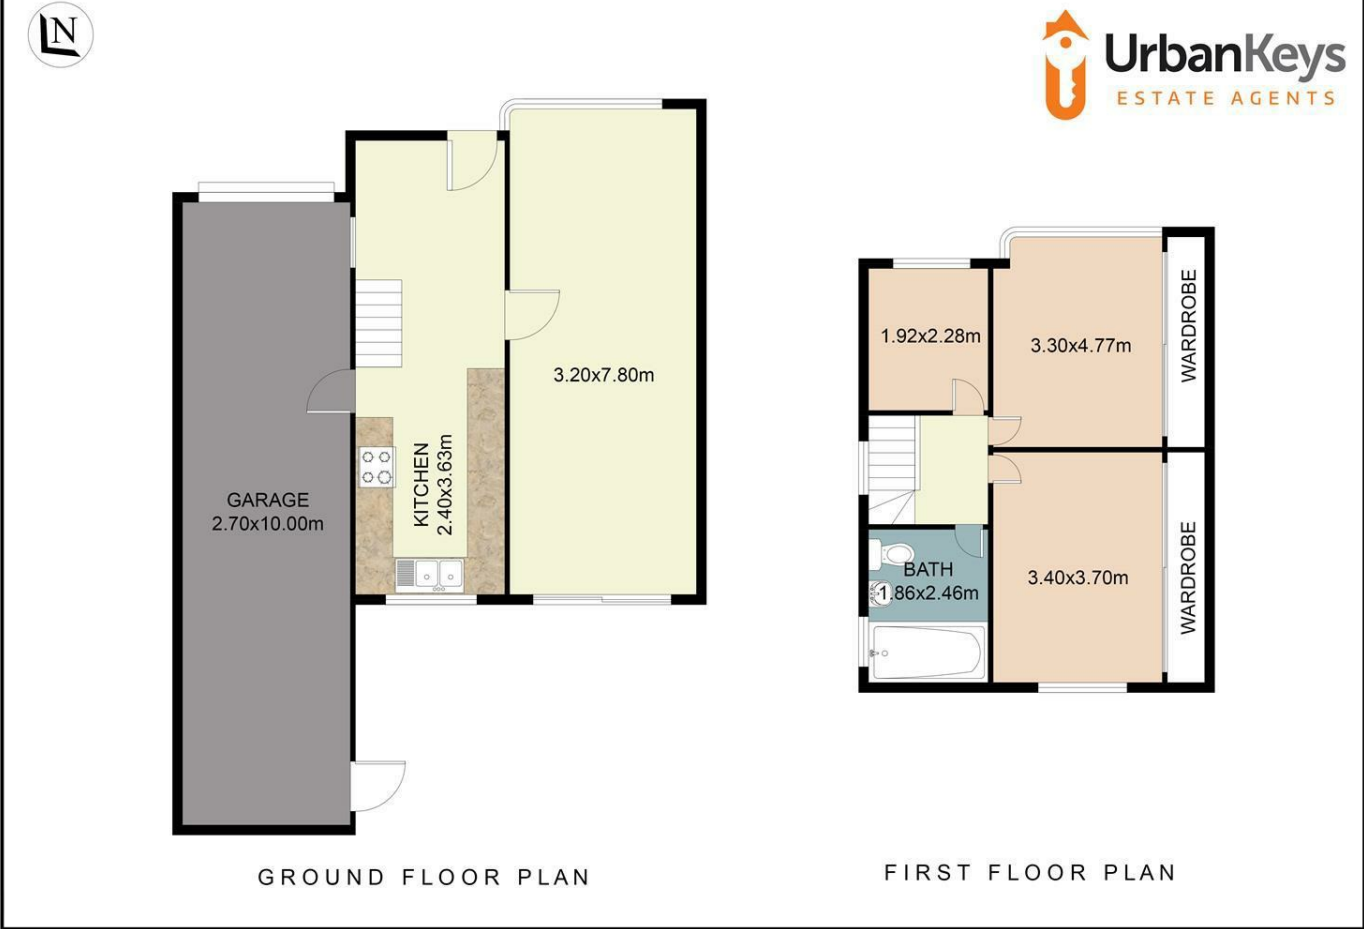 N
UrbanKeys
ESTATE AGENTS
3.20x7.80m
KITCHEN
2.40x3.63m
GARAGE
2.70x10.00m
GROUND FLOOR PLAN
1.92x2.28m
3.30x4.77m
WARDROBE
BATH
1.86x2.46m
3.40x3.70m
WARDROBE
FIRST FLOOR PLAN